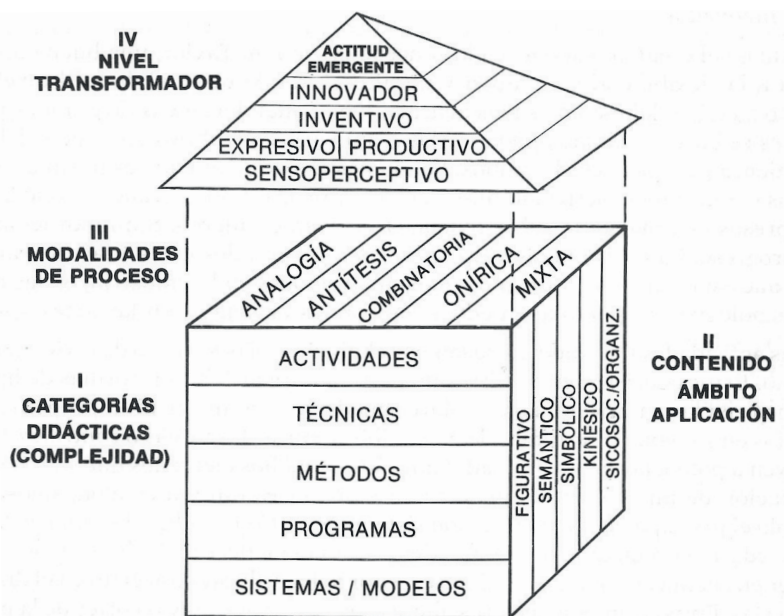 IV
NIVEL
TRANSFORMADOR
ACTITUD
EMERGENTE
INNOVADOR
INVENTIVO
EXPRESIVO PRODUCTIVO
SENSOPERCEPTIVO
III
MODALIDADES
DE PROCESO
ANALOGÍA
ANTÍTESIS
COMBINATORIA
ONÍRICA
MIXTA
I
CATEGORÍAS
DIDÁCTICAS
(COMPLEJIDAD)
ACTIVIDADES
TÉCNICAS
MÉTODOS
PROGRAMAS
SISTEMAS / MODELOS
FIGURATIVO
SEMÁNTICO
SIMBÓLICO
KINÉSICO
SICOSOC./ORGANZ.
II
CONTENIDO
ÁMBITO
APLICACIÓN